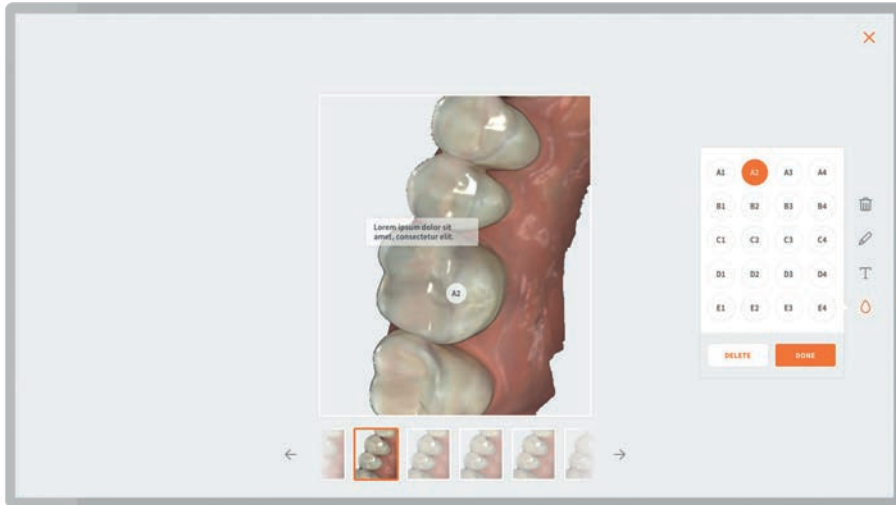 Lorem ipsum dolor sit
amet, consectetur elit.
A2
A1 A2 A3 A4
B1 B2 B3 B4
C1 C2 C3 C4
D1 D2 D3 D4
E1 E2 E3 E4
T
DELETE DONE